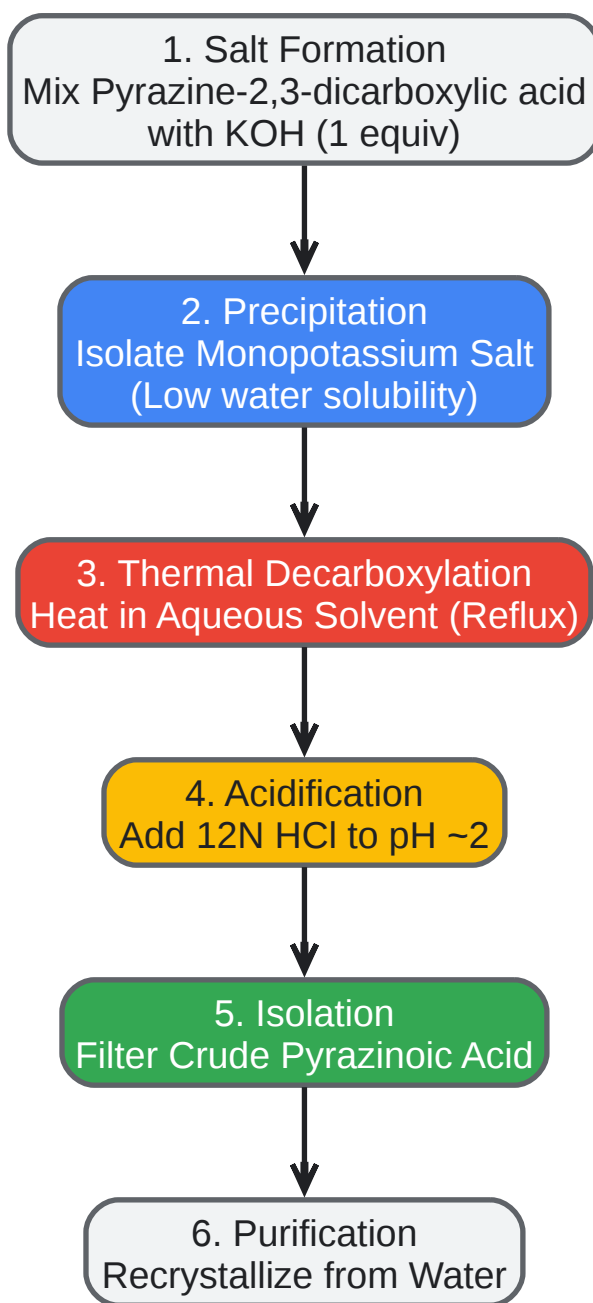 1. Salt Formation
Mix Pyrazine-2,3-dicarboxylic acid
with KOH (1 equiv)
2. Precipitation
Isolate Monopotassium Salt
(Low water solubility)
3. Thermal Decarboxylation
Heat in Aqueous Solvent (Reflux)
4. Acidification
Add 12N HCl to pH ~2
5. Isolation
Filter Crude Pyrazinoic Acid
6. Purification
Recrystallize from Water